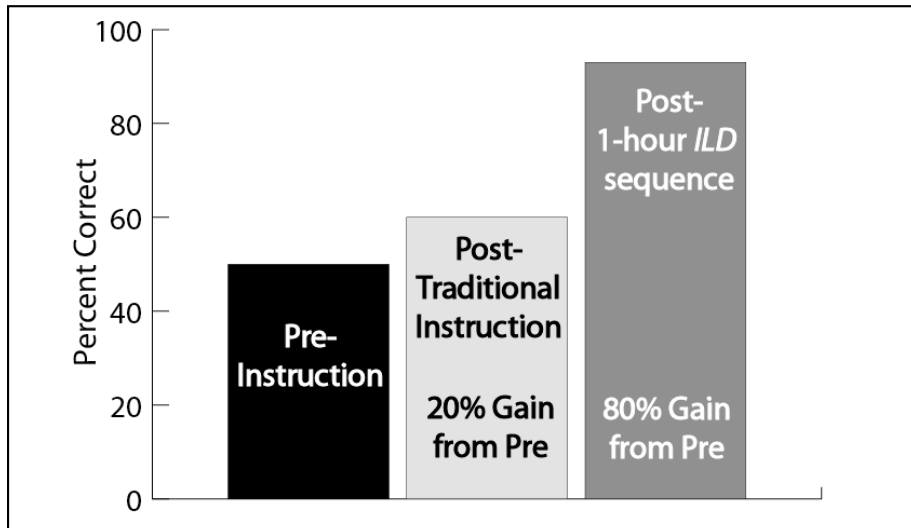 100
80
60
40
20
0
Percent Correct
Pre-
Instruction
Post-
Traditional
Instruction
20% Gain
from Pre
Post-
1-hour ILD
sequence
80% Gain
from Pre